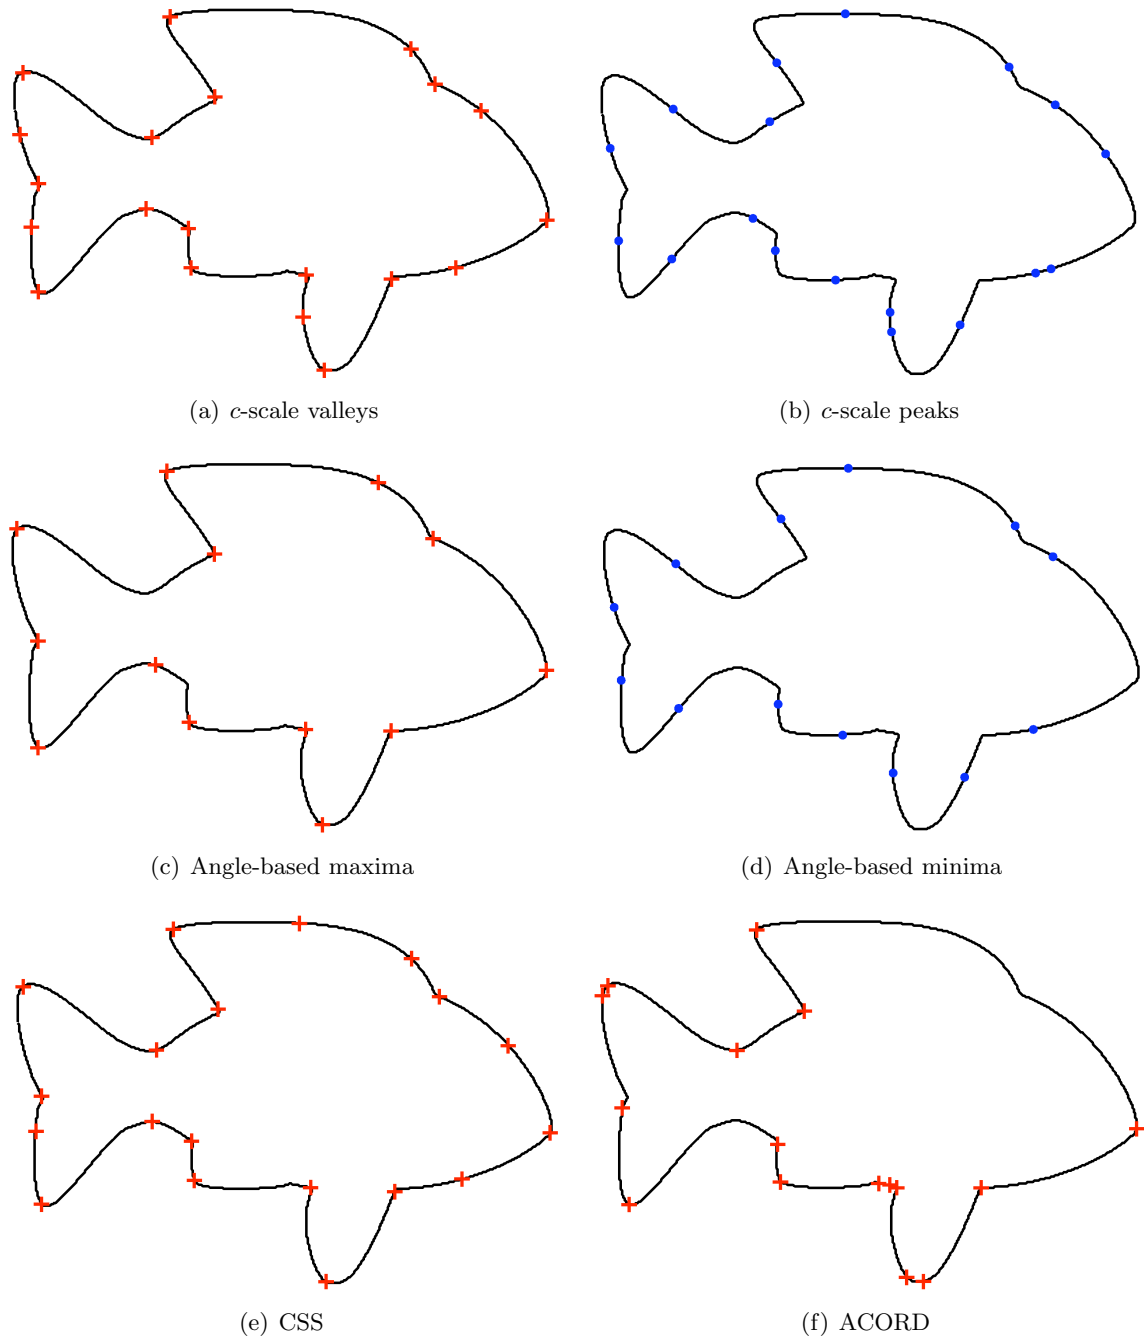 (a) c-scale valleys
(b) c-scale peaks
(c) Angle-based maxima
(d) Angle-based minima
(e) CSS
(f) ACORD